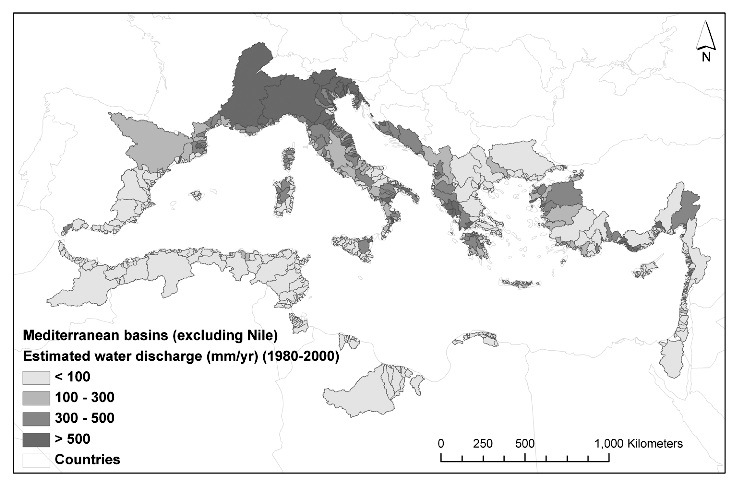 N
Mediterranean basins (excluding Nile)
Estimated water discharge (mm/yr) (1980-2000)
< 100
100 - 300
300 - 500
> 500
Countries
0 250 500 1,000 Kilometers